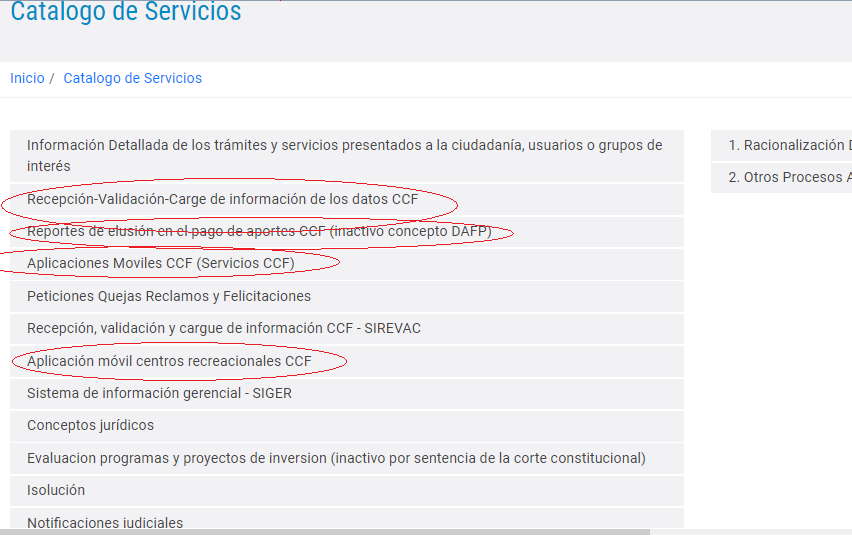 Catalogo de Servicios
Inicio / Catalogo de Servicios
Información Detallada de los trámites y servicios presentados a la ciudadanía, usuarios o grupos de
interés
Recepción-Validación-Carge de información de los datos CCF
Reportes de elusión en el pago de aportes CCF (inactivo concepto DAFP)
Aplicaciones Moviles CCF (Servicios CCF)
Peticiones Quejas Reclamos y Felicitaciones
Recepción, validación y cargue de información CCF - SIREVAC
Aplicación móvil centros recreacionales CCF
Sistema de información gerencial - SIGER
Conceptos jurídicos
Evaluacion programas y proyectos de inversion (inactivo por sentencia de la corte constitucional)
Isolución
Notificaciones judiciales
1. Racionalización
2. Otros Procesos